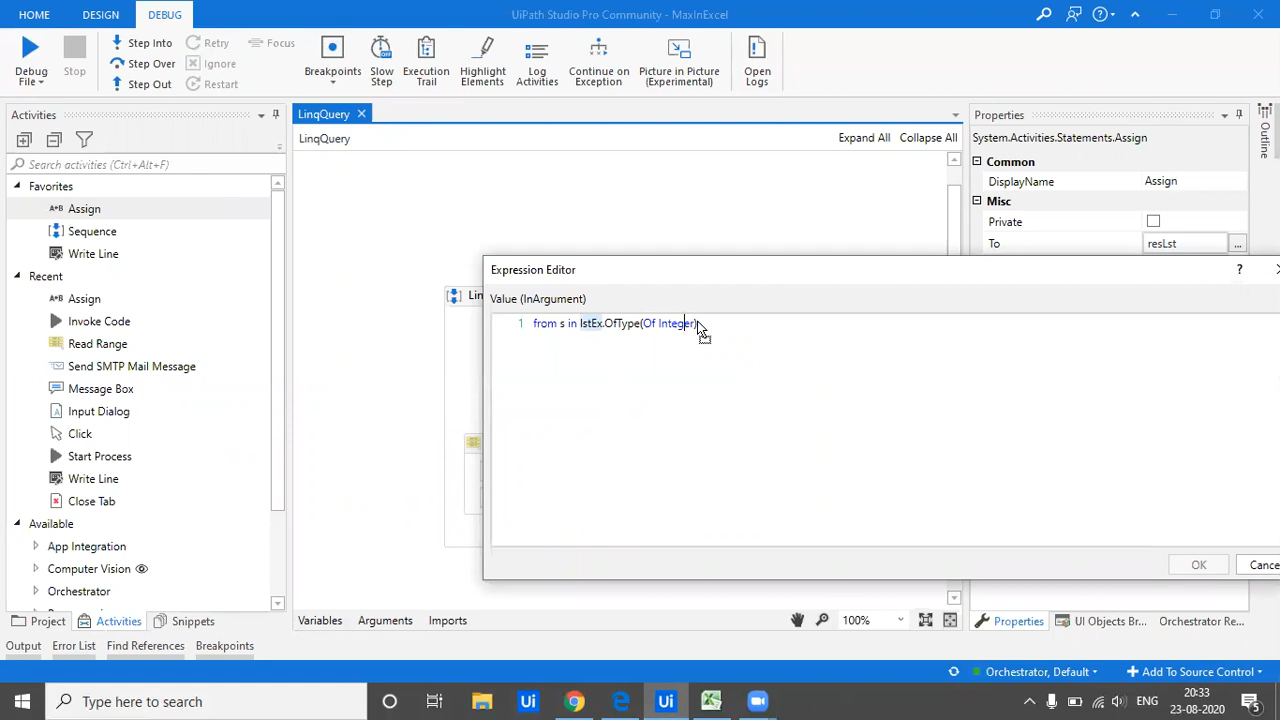 HOME DESIGN DEBUG UiPath Studio Pro Community - MaxInExcel
Debug File Stop Step Into Step Over Step Out Retry Ignore Restart Focus Breakpoints Slow Step Execution Trail Highlight Elements Log Activities Continue on Exception Picture in Picture (Experimental) Open Logs
Activities
Search activities (Ctrl+Alt+F)
Favorites
Assign
Sequence
Write Line
Recent
Assign
Invoke Code
Read Range
Send SMTP Mail Message
Message Box
Input Dialog
Click
Start Process
Write Line
Close Tab
Available
App Integration
Computer Vision
Orchestrator
Project Activities Snippets
LinqQuery
LinqQuery Expand All Collapse All
Lin
Expression Editor ?
Value (InArgument)
1 from s in lstEx.OfType(Of Integer)
OK Cance
Variables Arguments Imports 100%
Properties
System.Activities.Statements.Assign
Common
DisplayName Assign
Misc
Private
To resLst ...
Outline
Properties UI Objects Br... Orchestrator Re...
Output Error List Find References Breakpoints
Orchestrator, Default Add To Source Control
Type here to search
Ui Ui
ENG
20:33
23-08-2020
5